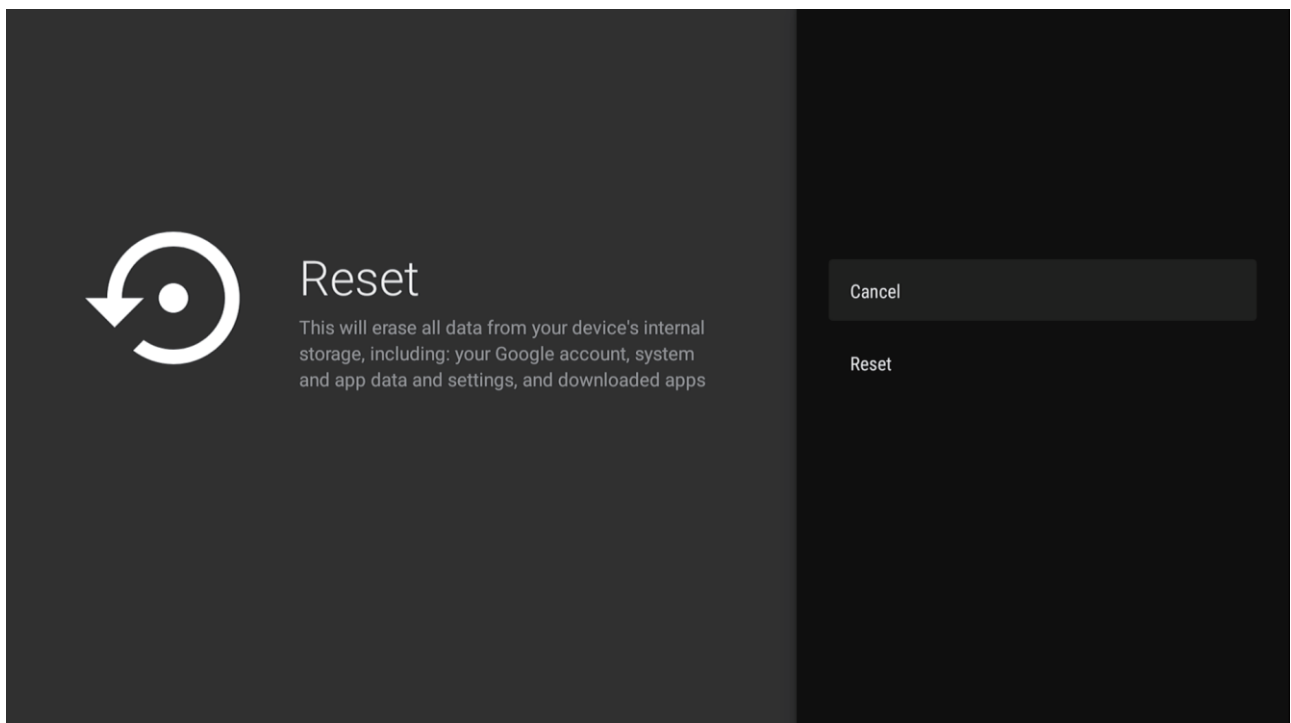 Reset
This will erase all data from your device's internal
storage, including: your Google account, system
and app data and settings, and downloaded apps
Cancel
Reset